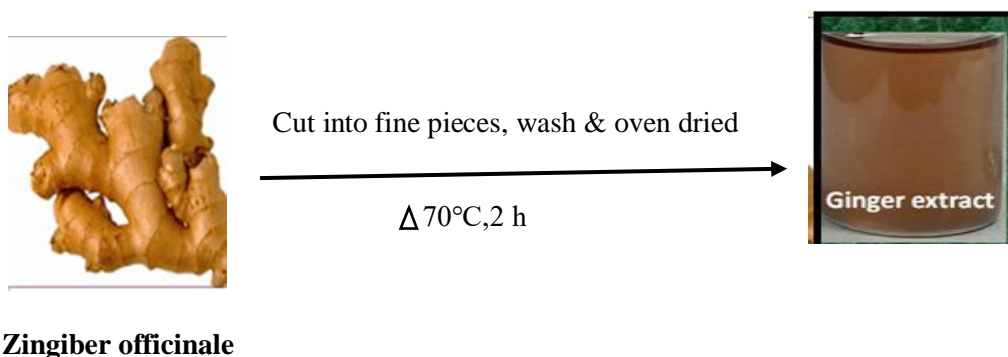 Cut into fine pieces, wash & oven dried
Δ 70°C,2 h
Ginger extract
Zingiber officinale